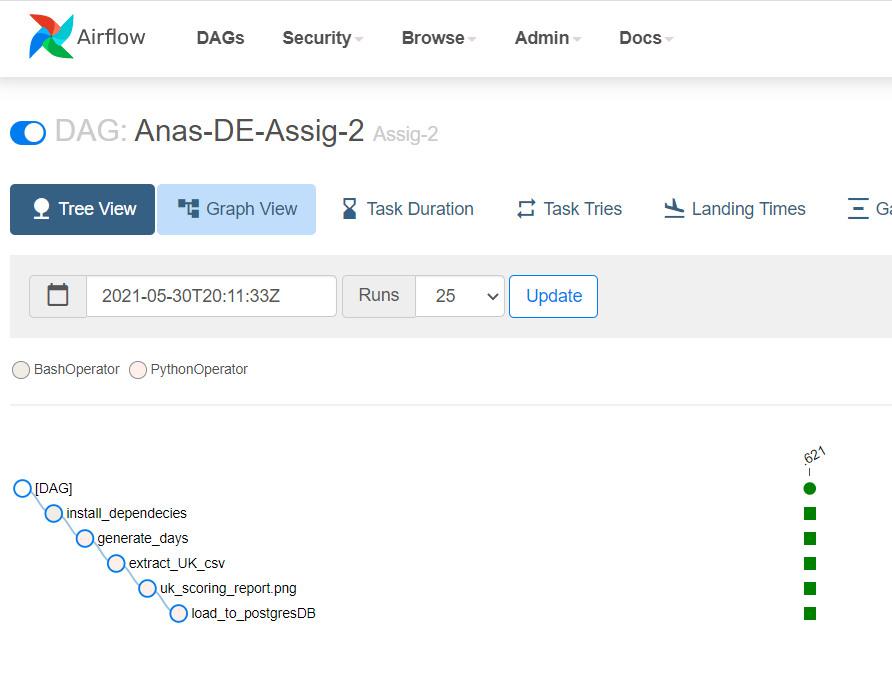 Airflow DAGs Security Browse Admin Docs
DAG: Anas-DE-Assig-2 Assig-2
Tree View Graph View Task Duration Task Tries Landing Times Ga
2021-05-30T20:11:33Z Runs 25 Update
BashOperator PythonOperator
.621
[DAG]
install_dependecies
generate_days
extract_UK_csv
uk_scoring_report.png
load_to_postgresDB